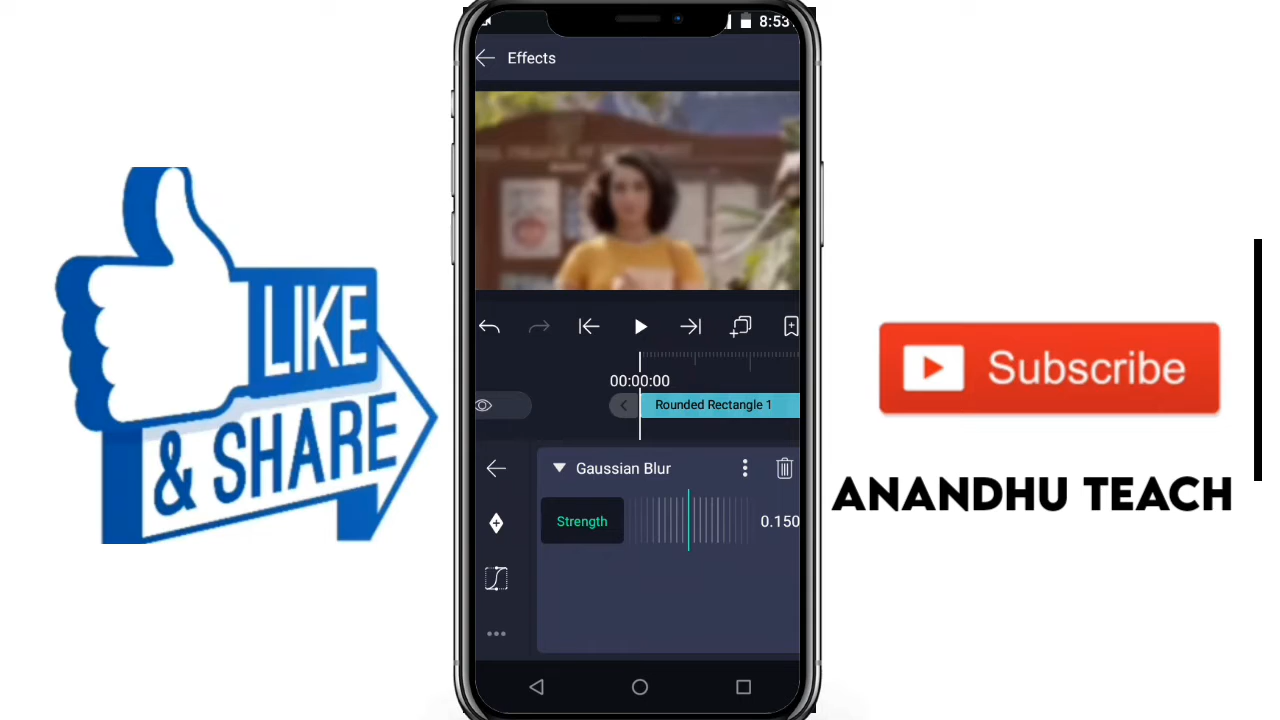 8:53
Effects
00:00:00
Rounded Rectangle 1
Gaussian Blur
Strength
0.150
LIKE
& SHARE
Subscribe
ANANDHU TEACH